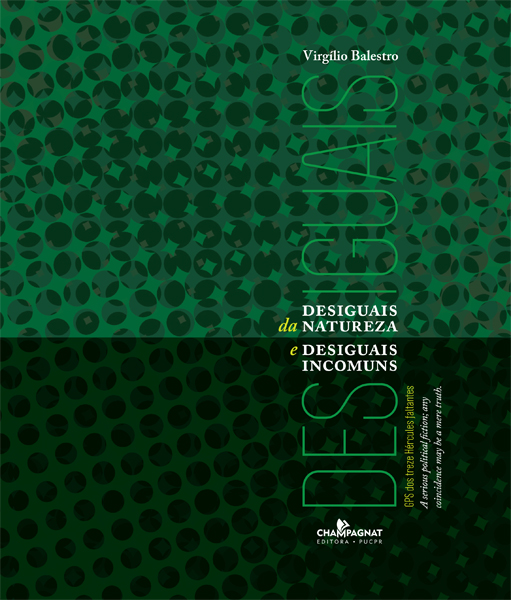 Virgílio Balestro
DESIGUAIS
DESIGUAIS
da NATUREZA
e DESIGUAIS
INCOMUNS
GPS dos treze Hércules faltantes
A serious political fiction; any
coincidence may be a mere truth.
CHAMPAGNAT
EDITORA • PUCPR